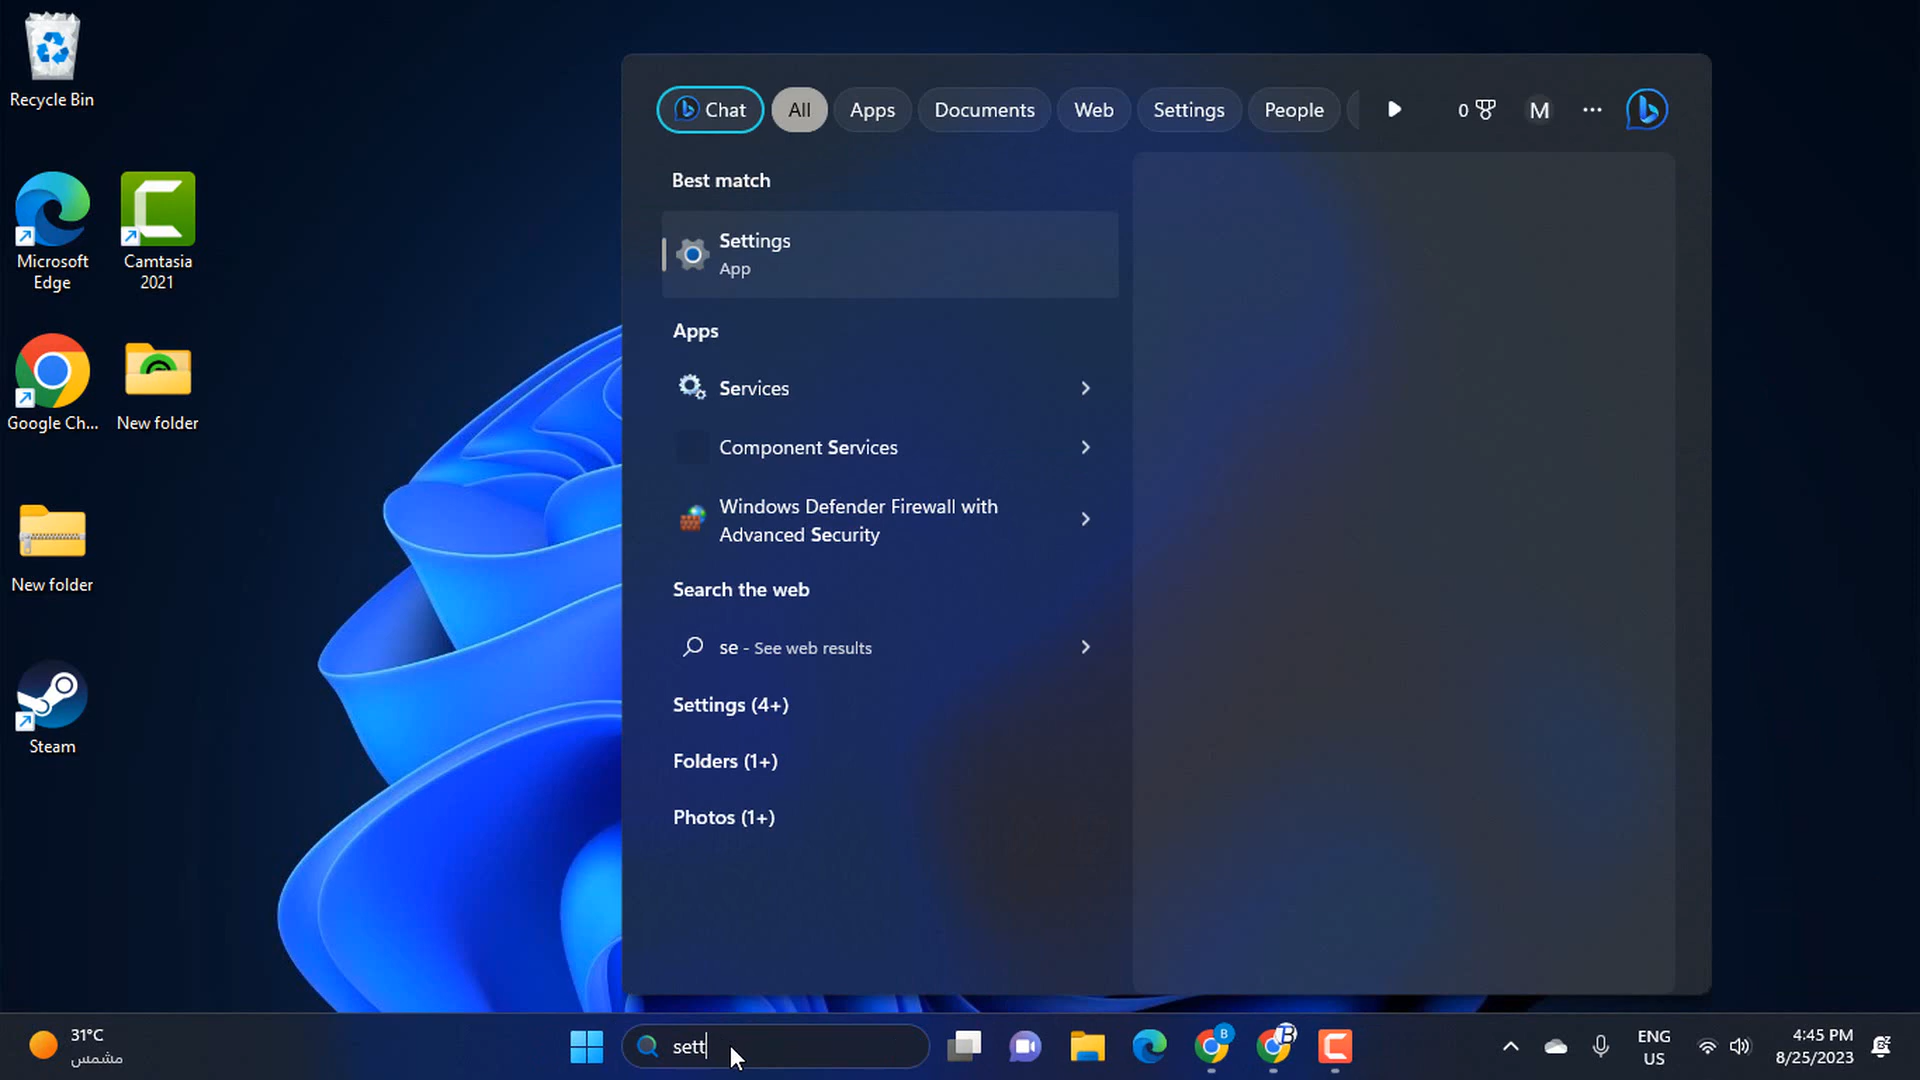 Recycle Bin
Microsoft
Edge
Camtasia
2021
Google Ch...
New folder
New folder
Steam
Chat
All
Apps
Documents
Web
Settings
People
0
M
Best match
Settings
App
Apps
Services
Component Services
Windows Defender Firewall with
Advanced Security
Search the web
se - See web results
Settings (4+)
Folders (1+)
Photos (1+)
31°C
مشمس
sett
B
B
ENG
US
4:45 PM
8/25/2023